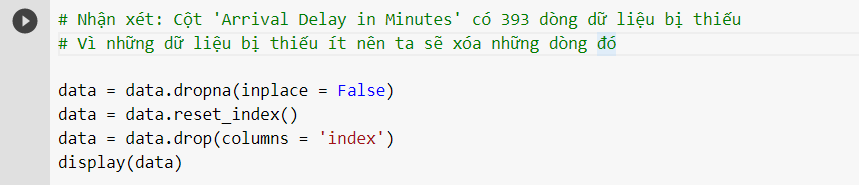 # Nhận xét: Cột 'Arrival Delay in Minutes' có 393 dòng dữ liệu bị thiếu
# Vì những dữ liệu bị thiếu ít nên ta sẽ xóa những dòng đó
data = data.dropna(inplace = False)
data = data.reset_index()
data = data.drop(columns = 'index')
display(data)